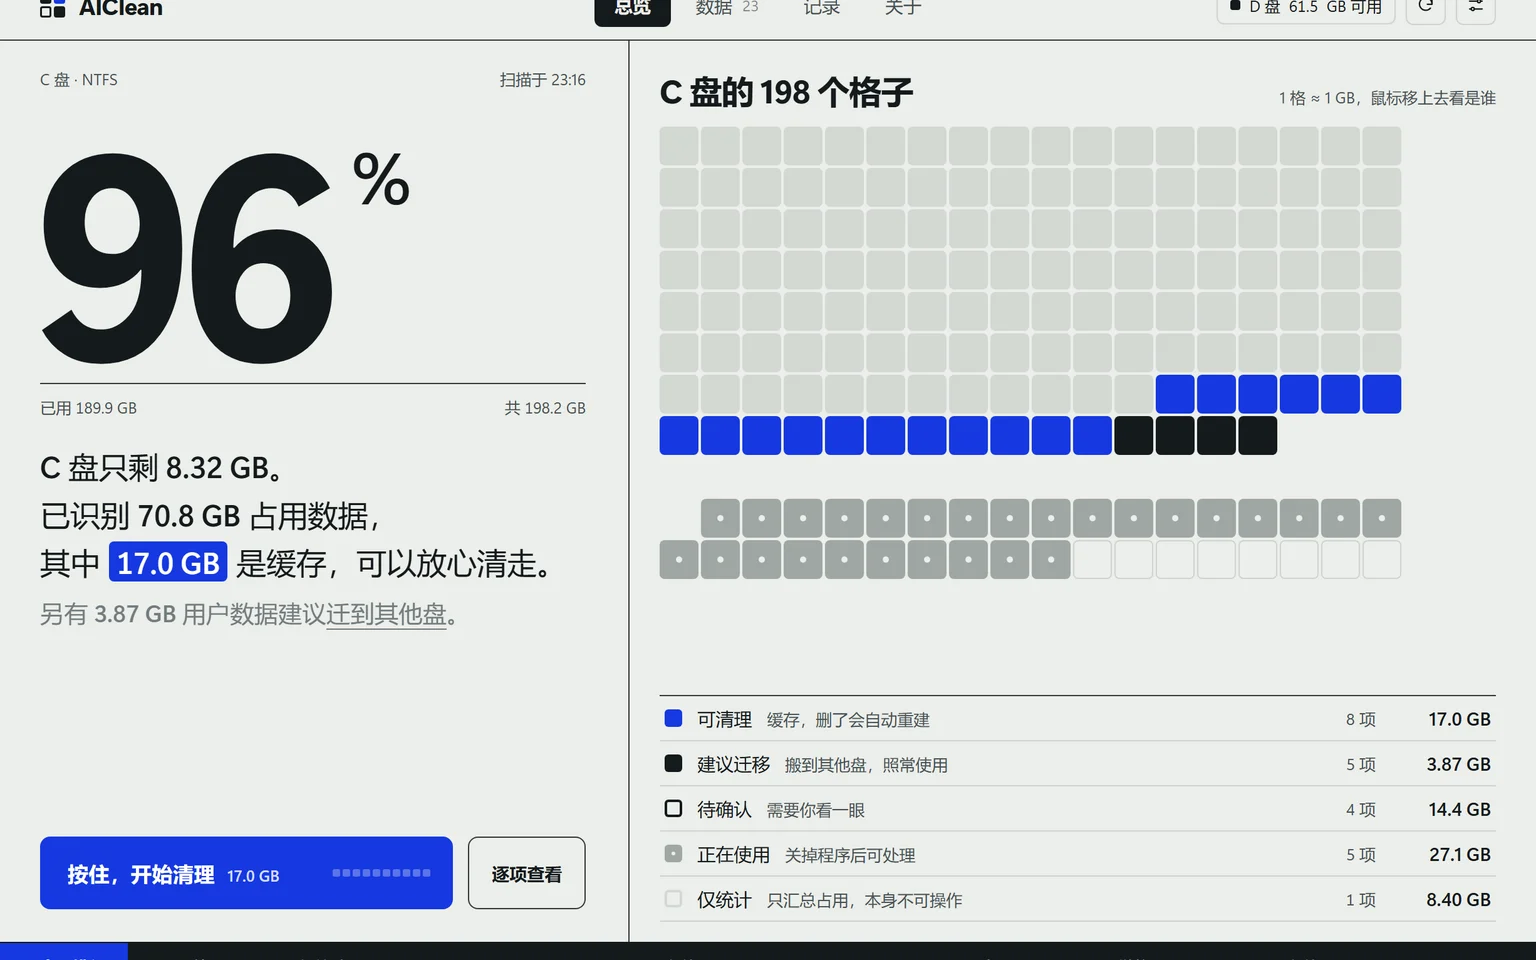 AIClean
总览
数据 23
记录
关于
D 盘 61.5 GB 可用
C 盘 · NTFS
扫描于 23:16
96%
已用 189.9 GB
共 198.2 GB
C 盘只剩 8.32 GB。
已识别 70.8 GB 占用数据，
其中 17.0 GB 是缓存，可以放心清走。
另有 3.87 GB 用户数据建议迁到其他盘。
按住，开始清理 17.0 GB
逐项查看
C 盘的 198 个格子
1 格 ≈ 1 GB，鼠标移上去看是谁
可清理 缓存，删了会自动重建 8 项 17.0 GB
建议迁移 搬到其他盘，照常使用 5 项 3.87 GB
待确认 需要你看一眼 4 项 14.4 GB
正在使用 关掉程序后可处理 5 项 27.1 GB
仅统计 只汇总占用，本身不可操作 1 项 8.40 GB